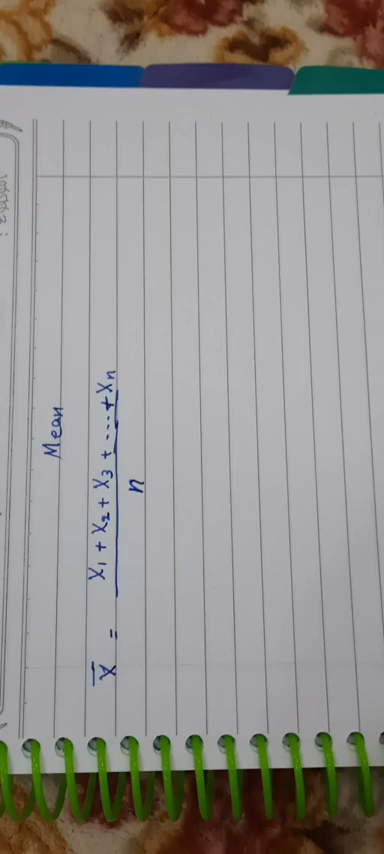 Mean
x̄ = x₁ + x₂ + x₃ + .... + xₙ
n